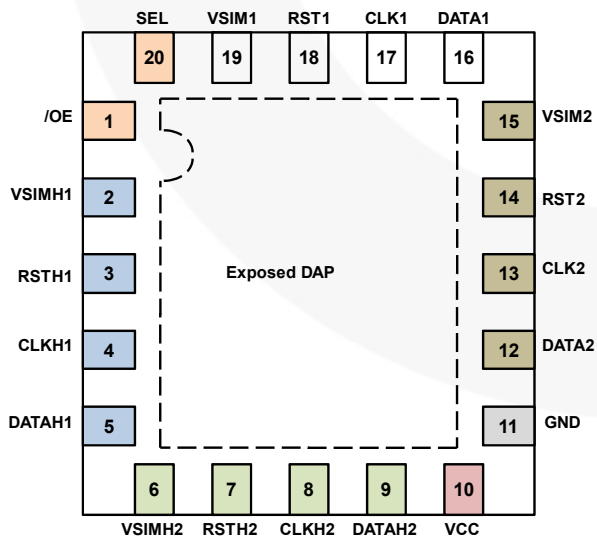 SEL VSIM1 RST1 CLK1 DATA1
20 19 18 17 16
/OE 1 15 VSIM2
VSIMH1 2 14 RST2
RSTH1 3 Exposed DAP 13 CLK2
CLKH1 4 12 DATA2
DATAH1 5 11 GND
6 7 8 9 10
VSIMH2 RSTH2 CLKH2 DATAH2 VCC